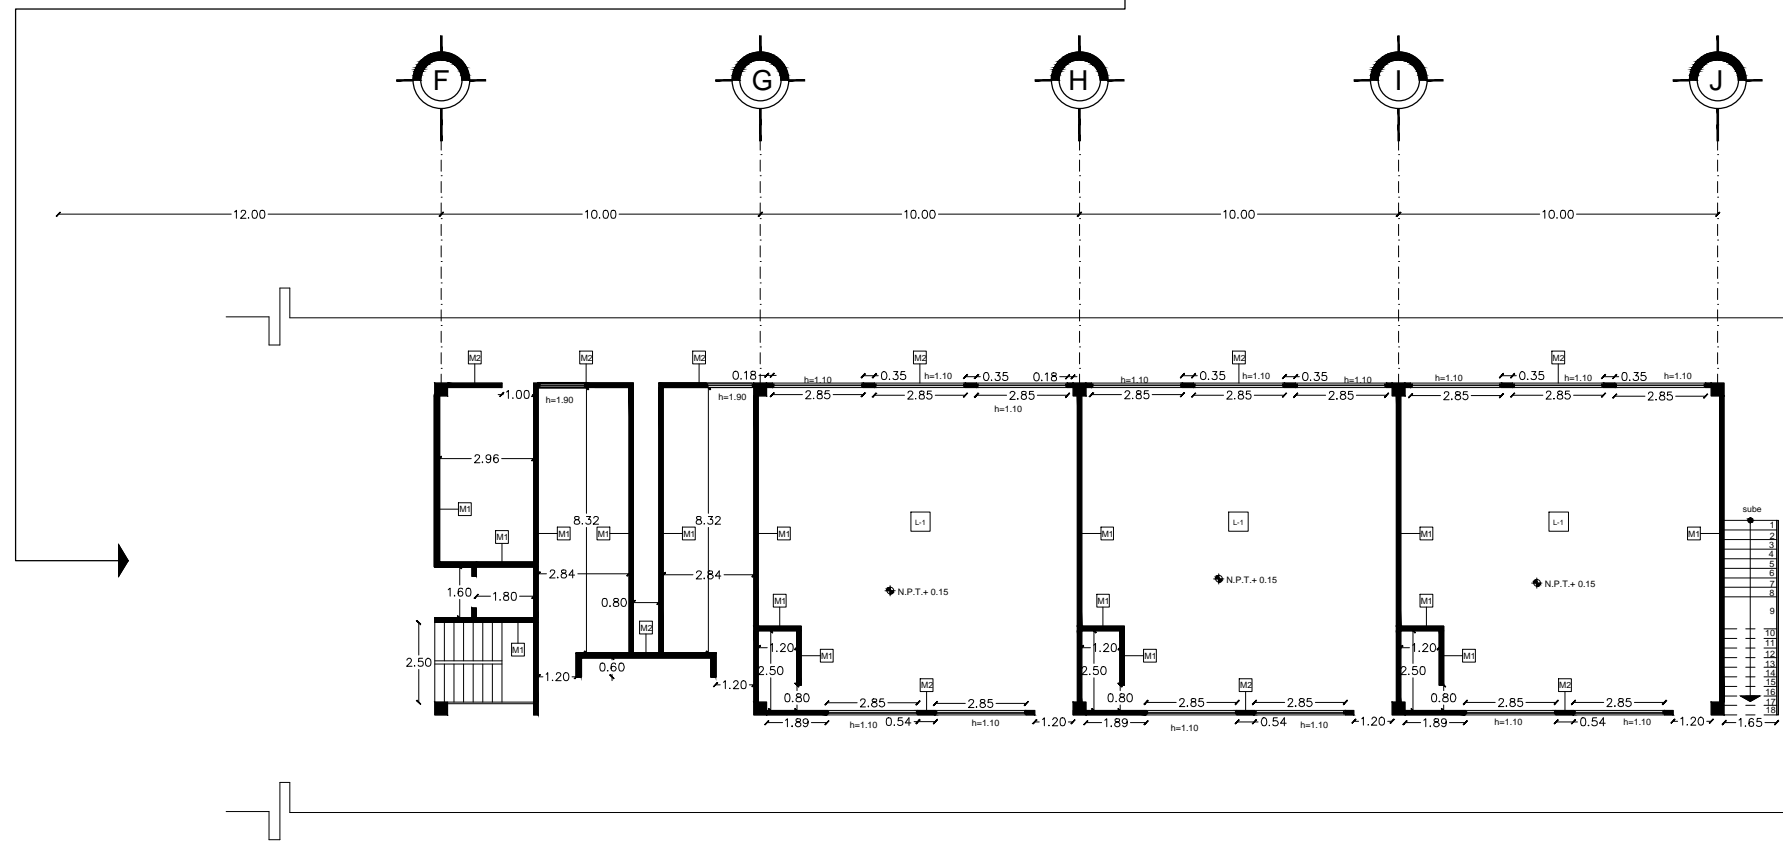 F G H I J
12.00 10.00 10.00 10.00 10.00
M2 M2 M2 M2 M2 M2
0.18 h=1.10 0.35 h=1.10 0.35 0.18 h=1.10 0.35 h=1.10 0.35 h=1.10 h=1.10 0.35 h=1.10 0.35 h=1.10
1.00 h=1.90 h=1.90 2.85 2.85 2.85 2.85 2.85 2.85 2.85 2.85 2.85
h=1.10
2.96
M1
8.32 8.32 L-1 L-1 L-1
sube
M1 M1 M1 M1 M1 M1 M1 M1
1
2
3
4
5
6
7
8
9
10
11
12
13
14
15
16
17
18
2.84 2.84
N.P.T.+ 0.15 N.P.T.+ 0.15 N.P.T.+ 0.15
1.60 1.80 0.80 M1 M1 M1
M2
M1 1.20 M1 1.20 M1 1.20 M1
2.50 0.60 2.50 2.50 2.50
1.20 1.20 M2 M2 M2
0.80 2.85 2.85 0.80 2.85 2.85 0.80 2.85 2.85
1.89 h=1.10 0.54 h=1.10 1.20 1.89 h=1.10 0.54 h=1.10 1.20 1.89 h=1.10 0.54 h=1.10 1.20 1.65